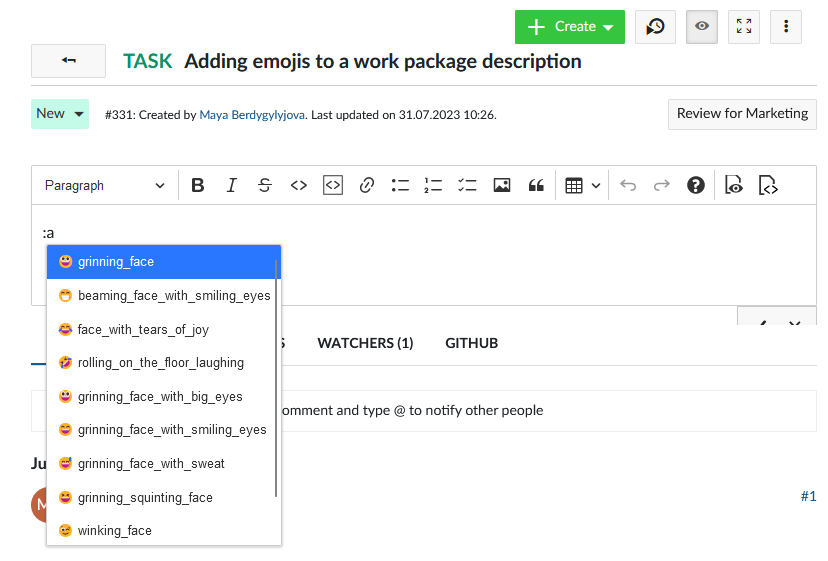 Create
TASK Adding emojis to a work package description
New
#331: Created by Maya Berdygylyjova. Last updated on 31.07.2023 10:26.
Review for Marketing
Paragraph
:a
grinning_face
beaming_face_with_smiling_eyes
face_with_tears_of_joy
rolling_on_the_floor_laughing
grinning_face_with_big_eyes
grinning_face_with_smiling_eyes
grinning_face_with_sweat
grinning_squinting_face
winking_face
S WATCHERS (1) GITHUB
omment and type @ to notify other people
Ju
M
#1